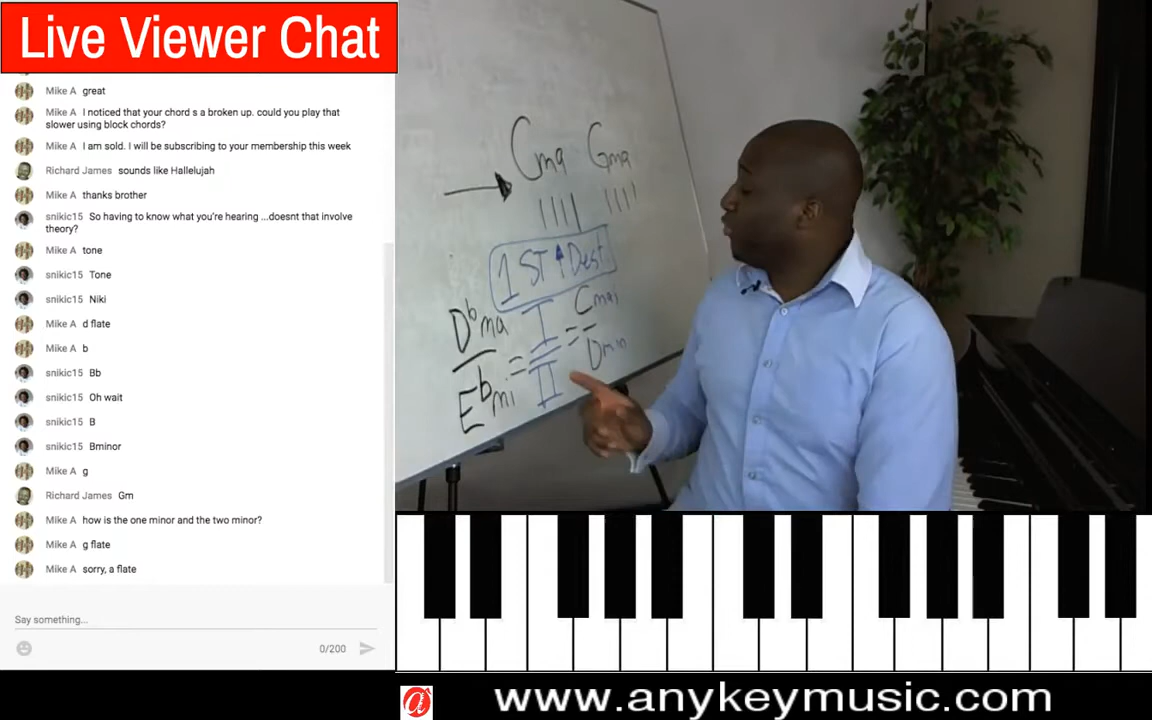 Live Viewer Chat
Mike A great
Mike A I noticed that your chord s a broken up. could you play that
slower using block chords?
Mike A I am sold. I will be subscribing to your membership this week
Richard James sounds like Hallelujah
Mike A thanks brother
snikic15 So having to know what you're hearing ...doesnt that involve
theory?
Mike A tone
snikic15 Tone
snikic15 Niki
Mike A d flate
Mike A b
snikic15 Bb
snikic15 Oh wait
snikic15 B
snikic15 Bminor
Mike A g
Richard James Gm
Mike A how is the one minor and the two minor?
Mike A g flate
Mike A sorry, a flate
Say something...
0/200
Cma Gma
1ST Dest.
Dbma I Cmaj
= =
Ebmi II Dmin
a
www.anykeymusic.com